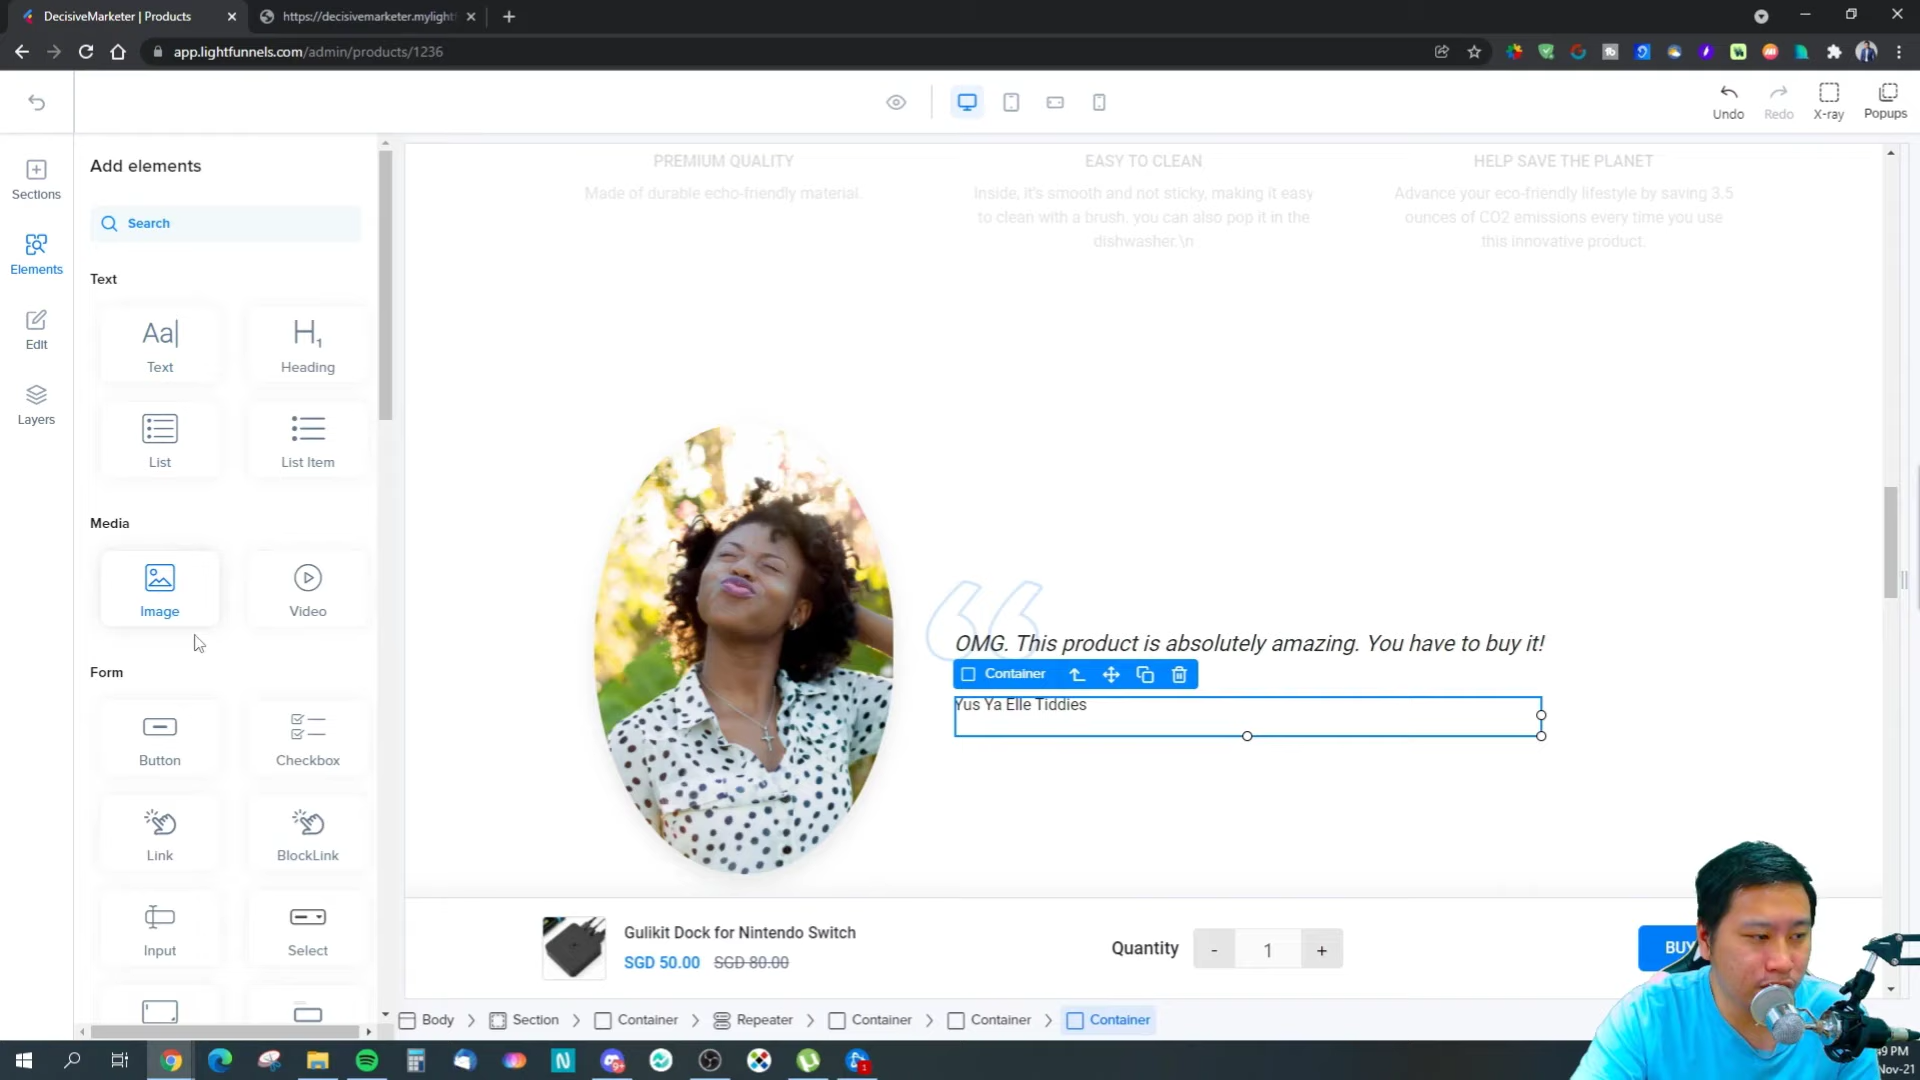 DecisiveMarketer | Products
https://decisivemarketer.mylight
app.lightfunnels.com/admin/products/1236
Undo
Redo
X-ray
Popups
Sections
Elements
Edit
Layers
Add elements
Search
Text
Aa|
Text
H1
Heading
List
List Item
Media
Image
Video
Form
Button
Checkbox
Link
BlockLink
Input
Select
PREMIUM QUALITY
Made of durable echo-friendly material.
EASY TO CLEAN
Inside, it's smooth and not sticky, making it easy
to clean with a brush. you can also pop it in the
dishwasher.\n
HELP SAVE THE PLANET
Advance your eco-friendly lifestyle by saving 3.5
ounces of CO2 emissions every time you use
this innovative product.
OMG. This product is absolutely amazing. You have to buy it!
Container
Yus Ya Elle Tiddies
Gulikit Dock for Nintendo Switch
SGD 50.00 SGD 80.00
Quantity
- 1 +
BUY
Body
Section
Container
Repeater
Container
Container
Container
49 PM
Nov-21